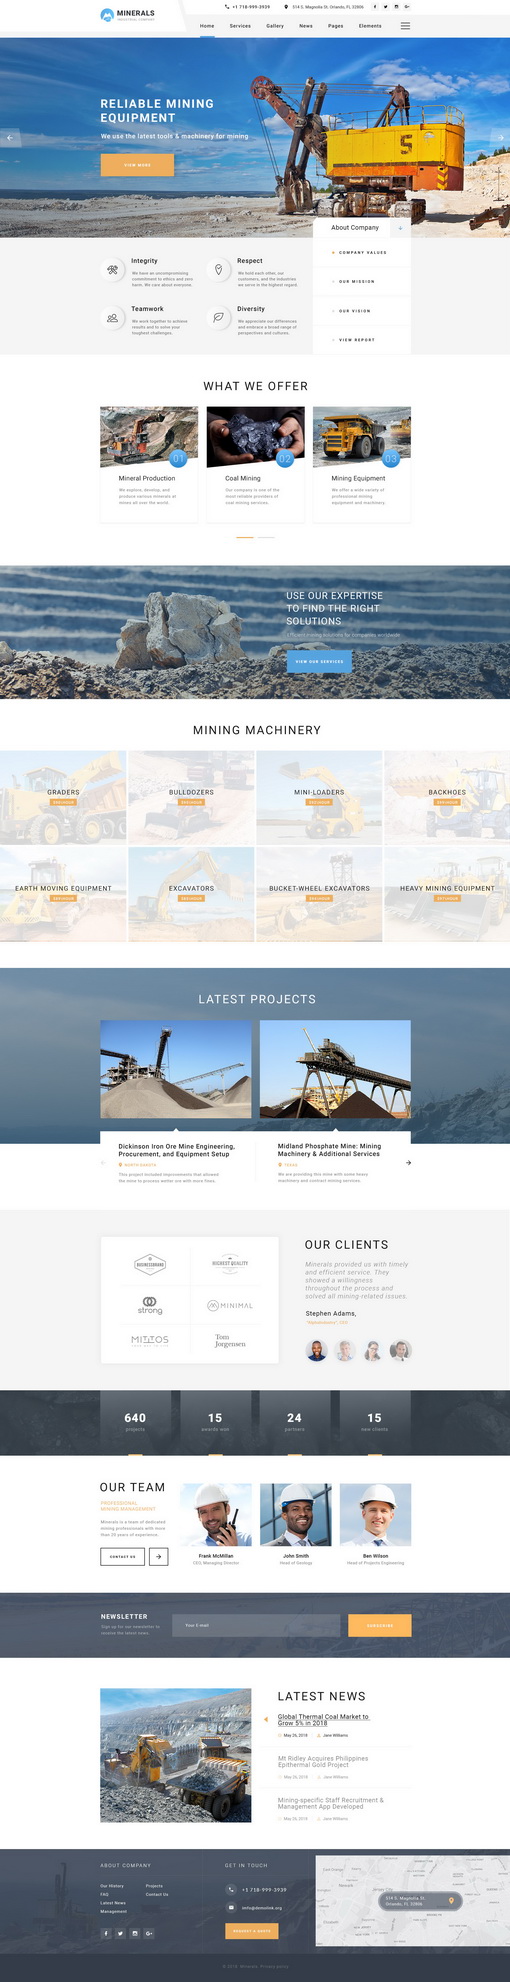 MINERALS
INDUSTRIAL COMPANY
+1 718-999-3939
514 S. Magnolia St. Orlando, FL 32806
Home Services Gallery News Pages Elements
RELIABLE MINING
EQUIPMENT
We use the latest tools & machinery for mining
VIEW MORE
About Company
COMPANY VALUES
OUR MISSION
OUR VISION
VIEW REPORT
Integrity
We have an uncompromising
commitment to ethics and zero
harm. We care about everyone.
Respect
We hold each other, our
customers, and the industries
we serve in the highest regard.
Teamwork
We work together to achieve
results and to solve your
toughest challenges.
Diversity
We appreciate our differences
and embrace a broad range of
perspectives and cultures.
WHAT WE OFFER
01
Mineral Production
We explore, develop, and
produce various minerals at
mines all over the world.
02
Coal Mining
Our company is one of the
most reliable providers of
coal mining services.
03
Mining Equipment
We offer a wide variety of
professional mining
equipment and machinery.
USE OUR EXPERTISE
TO FIND THE RIGHT
SOLUTIONS
Efficient mining solutions for companies worldwide
VIEW OUR SERVICES
MINING MACHINERY
GRADERS
BULLDOZERS
MINI-LOADERS
BACKHOES
EARTH MOVING EQUIPMENT
EXCAVATORS
BUCKET-WHEEL EXCAVATORS
HEAVY MINING EQUIPMENT
LATEST PROJECTS
Dickinson Iron Ore Mine Engineering,
Procurement, and Equipment Setup
NORTH DAKOTA
This project included improvements that allowed
the mine to process wetter ore with more fines.
Midland Phosphate Mine: Mining
Machinery & Additional Services
TEXAS
We are providing this mine with some heavy
machinery and contract mining services.
BUSINESSBRAND
HIGHEST QUALITY
strong
MINIMAL
MITTOS
Tom
Jorgensen
OUR CLIENTS
Minerals provided us with timely
and efficient service. They
showed a willingness
throughout the process and
solved all mining-related issues.
Stephen Adams,
640
projects
15
awards won
24
partners
15
new clients
OUR TEAM
PROFESSIONAL
MINING MANAGEMENT
Minerals is a team of dedicated
mining professionals with more
than 20 years of experience.
CONTACT US
Frank McMillan
CEO, Managing Director
John Smith
Head of Geology
Ben Wilson
Head of Projects Engineering
NEWSLETTER
Sign up for our newsletter to
receive the latest news.
Your E-mail
SUBSCRIBE
LATEST NEWS
Global Thermal Coal Market to
Grow 5% in 2018
May 26, 2018 Jane Williams
Mt Ridley Acquires Philippines
Epithermal Gold Project
May 26, 2018 Jane Williams
Mining-specific Staff Recruitment &
Management App Developed
May 26, 2018 Jane Williams
ABOUT COMPANY
Our History
FAQ
Latest News
Management
Projects
Contact Us
GET IN TOUCH
+1 718-999-3939
info@demolink.org
REQUEST A QUOTE
514 S. Magnolia St.
Orlando, FL 32806
© 2018 Minerals. Privacy policy